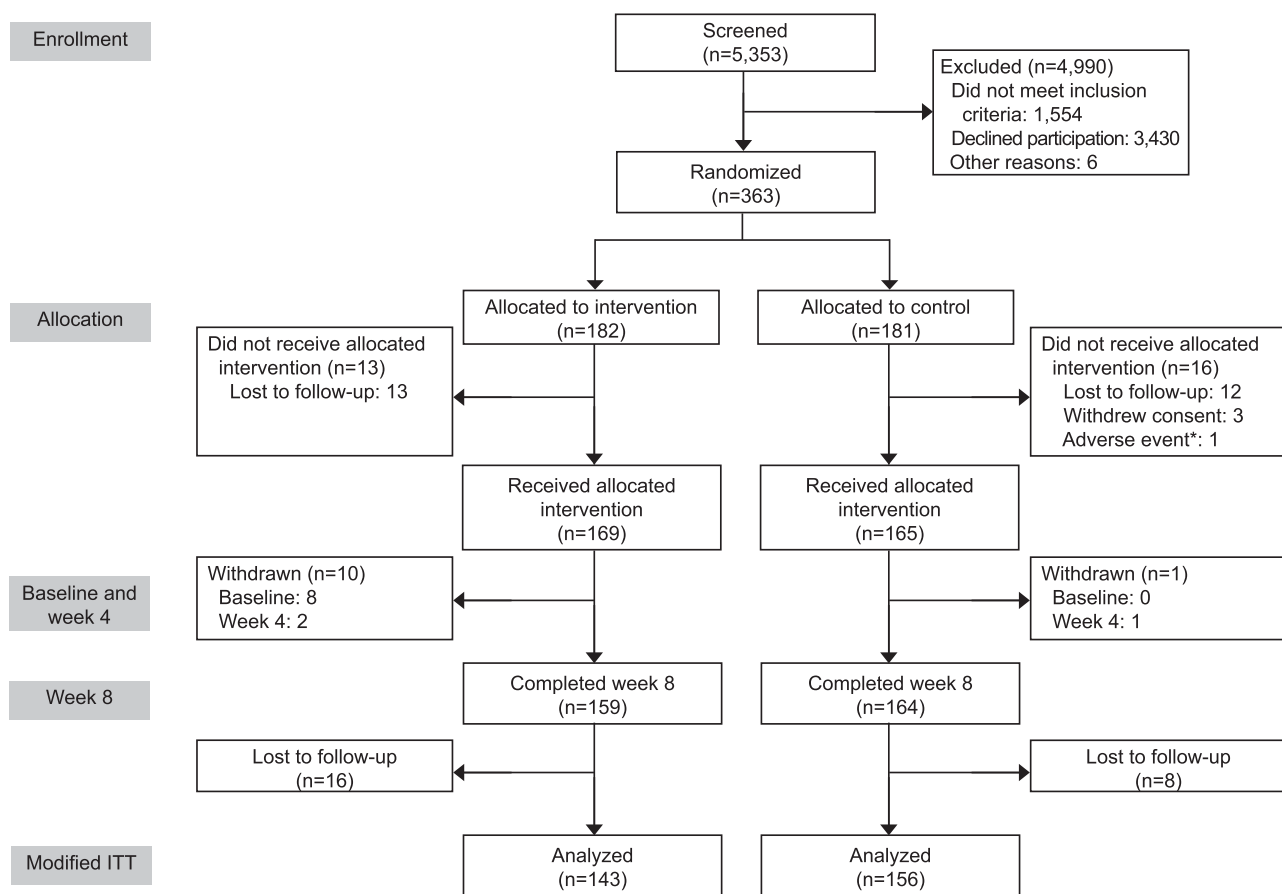 Enrollment
Screened
(n=5,353)
Excluded (n=4,990)
Did not meet inclusion
criteria: 1,554
Declined participation: 3,430
Other reasons: 6
Randomized
(n=363)
Allocation
Allocated to intervention
(n=182)
Allocated to control
(n=181)
Did not receive allocated
intervention (n=13)
Lost to follow-up: 13
Did not receive allocated
intervention (n=16)
Lost to follow-up: 12
Withdrew consent: 3
Adverse event*: 1
Received allocated
intervention
(n=169)
Received allocated
intervention
(n=165)
Baseline and
week 4
Withdrawn (n=10)
Baseline: 8
Week 4: 2
Withdrawn (n=1)
Baseline: 0
Week 4: 1
Week 8
Completed week 8
(n=159)
Completed week 8
(n=164)
Lost to follow-up
(n=16)
Lost to follow-up
(n=8)
Modified ITT
Analyzed
(n=143)
Analyzed
(n=156)